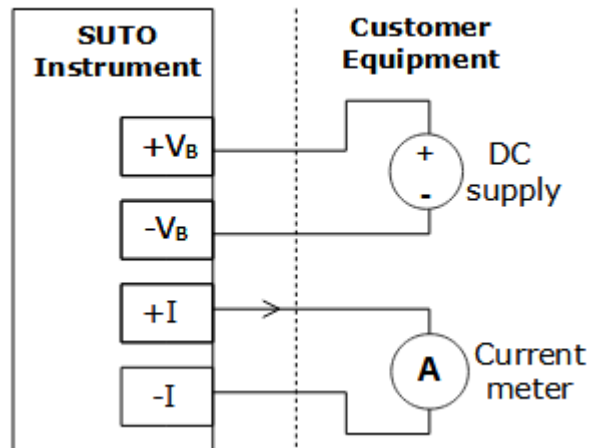 SUTO
Instrument
Customer
Equipment
+VB
-VB
+I
-I
+
-
DC
supply
A
Current
meter